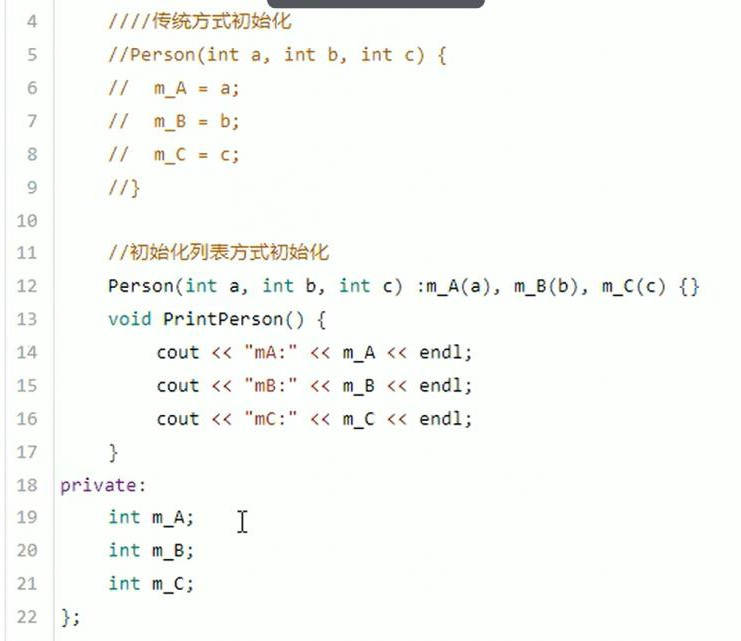 4 ////传统方式初始化
5 //Person(int a, int b, int c) {
6 // m_A = a;
7 // m_B = b;
8 // m_C = c;
9 //}
10
11 //初始化列表方式初始化
12 Person(int a, int b, int c) :m_A(a), m_B(b), m_C(c) {}
13 void PrintPerson() {
14 cout << "mA:" << m_A << endl;
15 cout << "mB:" << m_B << endl;
16 cout << "mC:" << m_C << endl;
17 }
18 private:
19 int m_A;
20 int m_B;
21 int m_C;
22 };